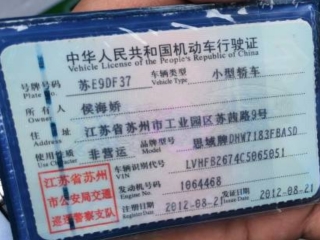 中华人民共和国机动车行驶证
Vehicle License of the People's Republic of China
号牌号码 苏E9DF37 车辆类型 小型轿车
Plate No. Vehicle Type
所有人 侯海娇
Owner
住址 江苏省苏州市工业园区苏茜路9号
Address
使用性质 非营运 品牌型号 思域牌DHW7183FBASD
Use Character Model
江苏省苏州市公安局交通巡逻警察支队
车辆识别代号 LVHFB2674C5065051
VIN
发动机号码 1064468
Engine No.
注册日期 2012-08-21 发证日期 2012-08-21
Register Date Issue Date